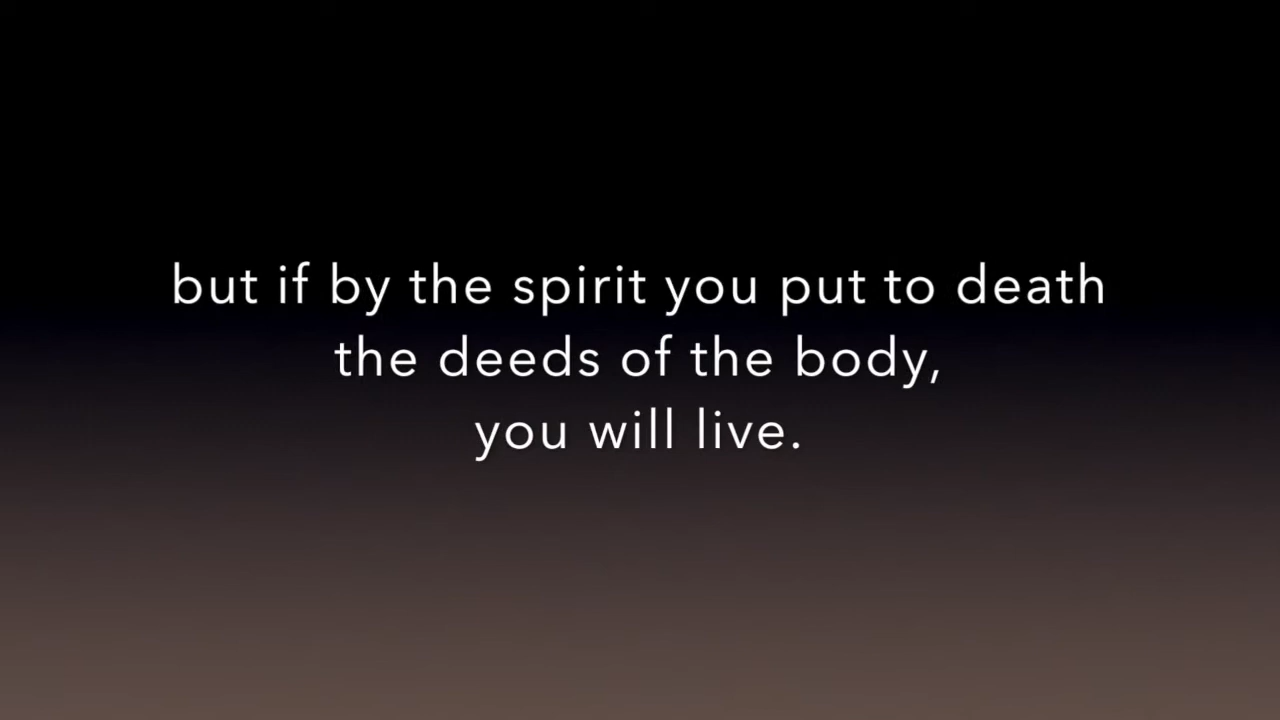 but if by the spirit you put to death
the deeds of the body,
you will live.